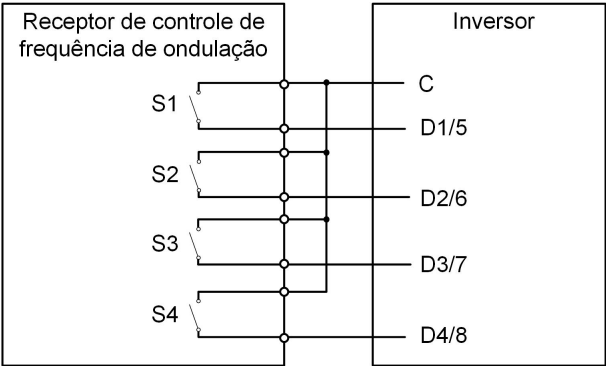 Receptor de controle de
frequência de ondulação
Inversor
S1
C
D1/5
S2
D2/6
S3
D3/7
S4
D4/8